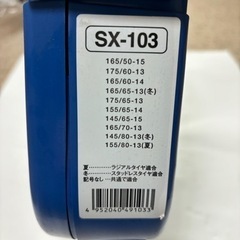 SX-103
165/50-15
175/60-13
165/60-14
165/65-13(冬)
175/65-13
155/65-14
145/65-15
165/70-13
145/80-13(冬)
155/80-13(夏)
夏……ラジアルタイヤ適合
冬……スタッドレスタイヤ適合
記号なし…共通で適合
4 952040 491033